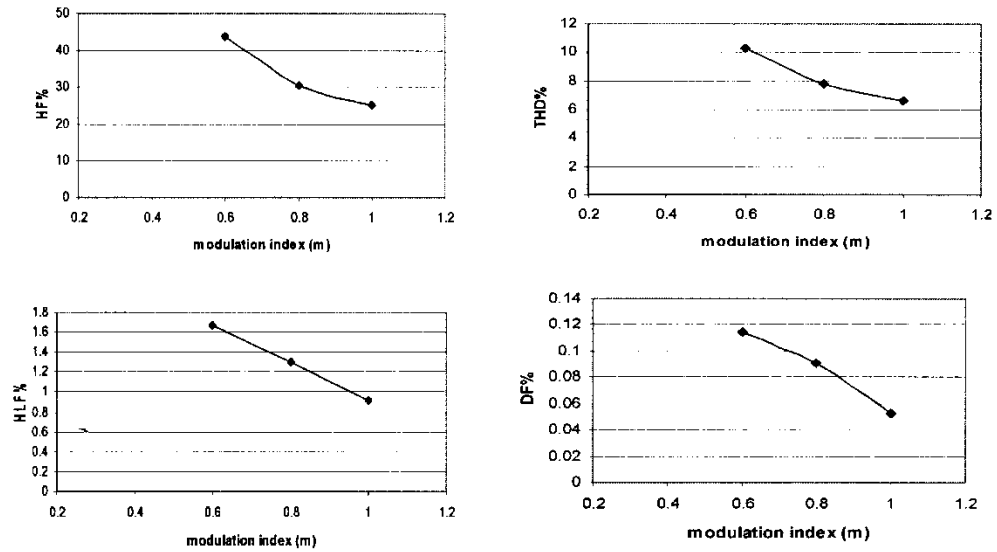 HF%
50
40
30
20
10
0
0.2 0.4 0.6 0.8 1 1.2
modulation index (m)
THD%
12
10
8
6
4
2
0
0.2 0.4 0.6 0.8 1 1.2
modulation index (m)
HLF%
1.8
1.6
1.4
1.2
1
0.8
0.6
0.4
0.2
0
0.2 0.4 0.6 0.8 1 1.2
modulation index (m)
DF%
0.14
0.12
0.1
0.08
0.06
0.04
0.02
0
0.2 0.4 0.6 0.8 1 1.2
modulation index (m)